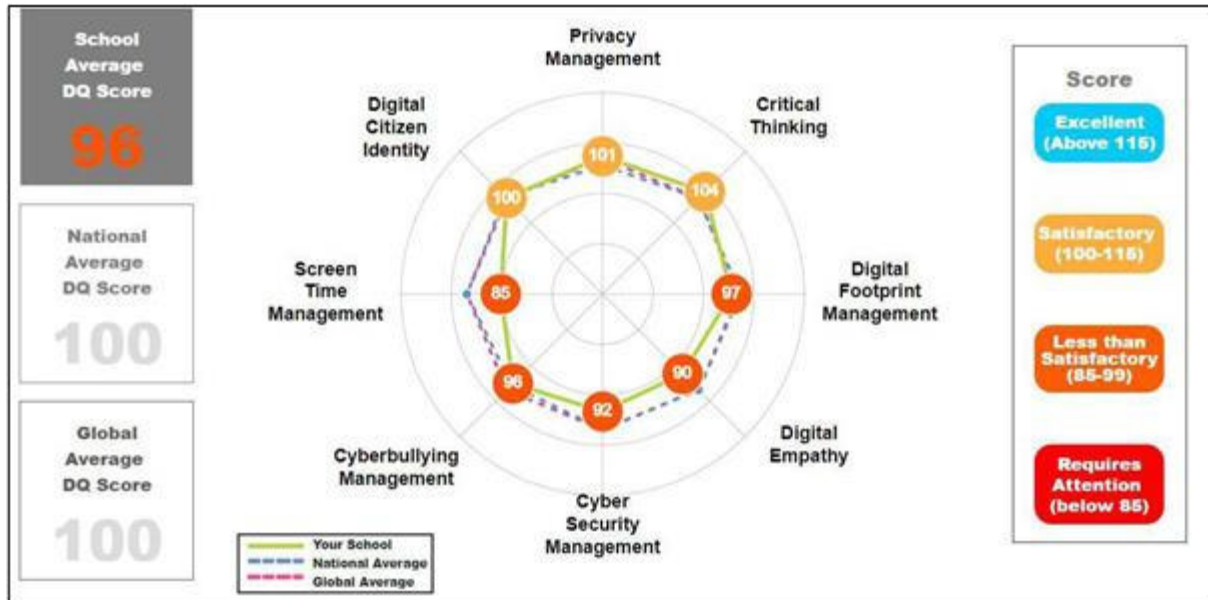 School
Average
DQ Score
96
National
Average
DQ Score
100
Global
Average
DQ Score
100
Privacy
Management
Critical
Thinking
Digital
Footprint
Management
Digital
Empathy
Cyber
Security
Management
Cyberbullying
Management
Screen
Time
Management
Digital
Citizen
Identity
101
104
97
90
92
96
85
100
Your School
National Average
Global Average
Score
Excellent
(Above 115)
Satisfactory
(100-115)
Less than
Satisfactory
(85-99)
Requires
Attention
(below 85)